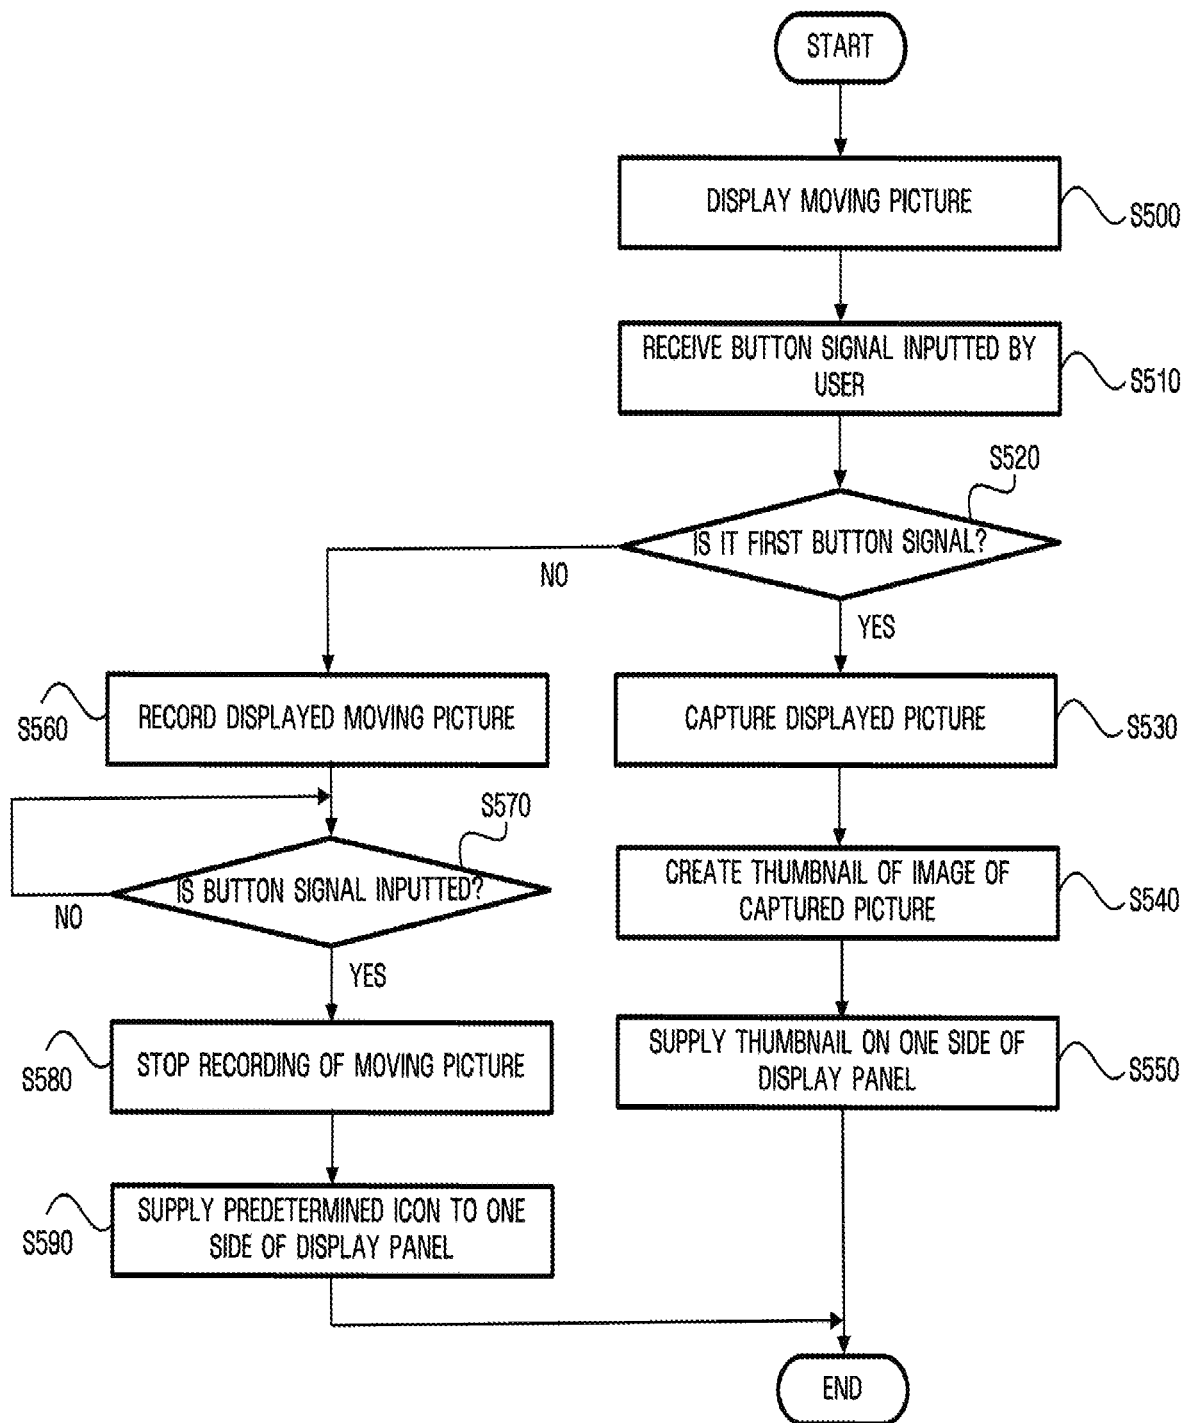 START
DISPLAY MOVING PICTURE
S500
RECEIVE BUTTON SIGNAL INPUTTED BY
USER
S510
S520
IS IT FIRST BUTTON SIGNAL?
NO
YES
S560
RECORD DISPLAYED MOVING PICTURE
CAPTURE DISPLAYED PICTURE
S530
S570
IS BUTTON SIGNAL INPUTTED?
NO
YES
CREATE THUMBNAIL OF IMAGE OF
CAPTURED PICTURE
S540
S580
STOP RECORDING OF MOVING PICTURE
SUPPLY THUMBNAIL ON ONE SIDE OF
DISPLAY PANEL
S550
S590
SUPPLY PREDETERMINED ICON TO ONE
SIDE OF DISPLAY PANEL
END